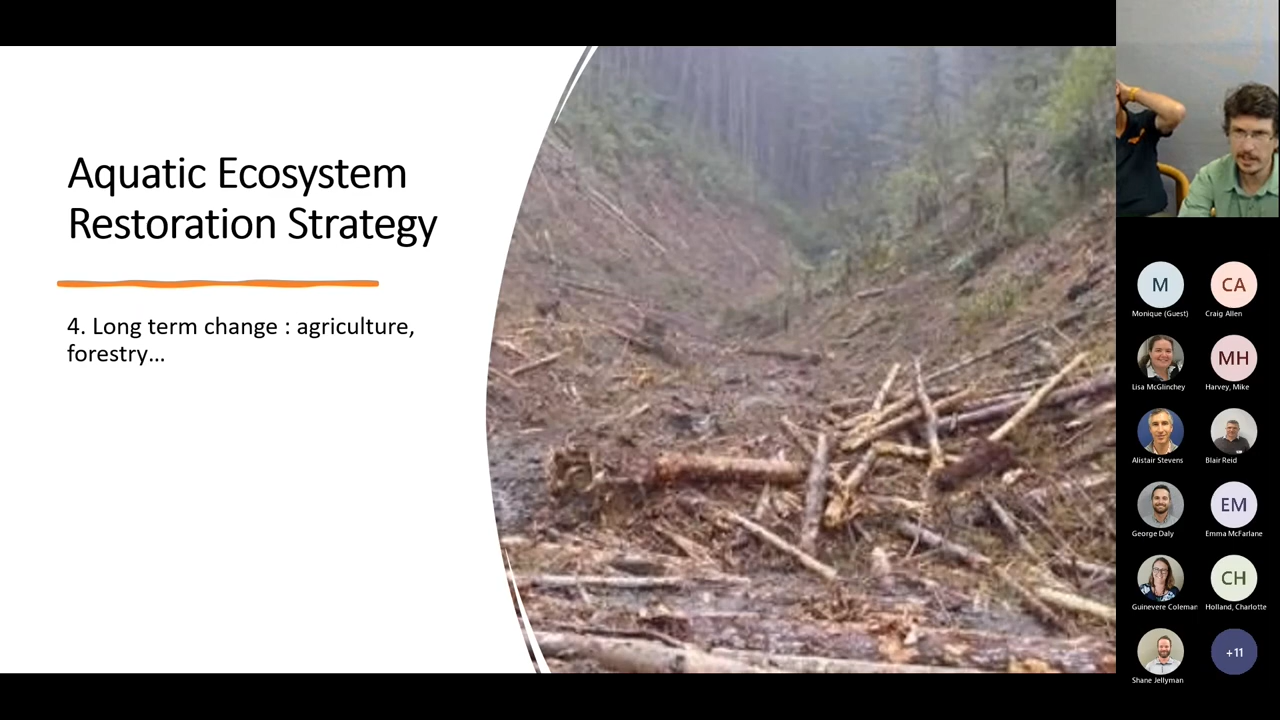 Aquatic Ecosystem
Restoration Strategy
4. Long term change : agriculture,
forestry...
M
CA
Monique (Guest)
Craig Allen
MH
Lisa McGlinchey
Harvey, Mike
Alistair Stevens
Blair Reid
EM
George Daly
Emma McFarlane
CH
Guinevere Coleman
Holland, Charlotte
+11
Shane Jellyman